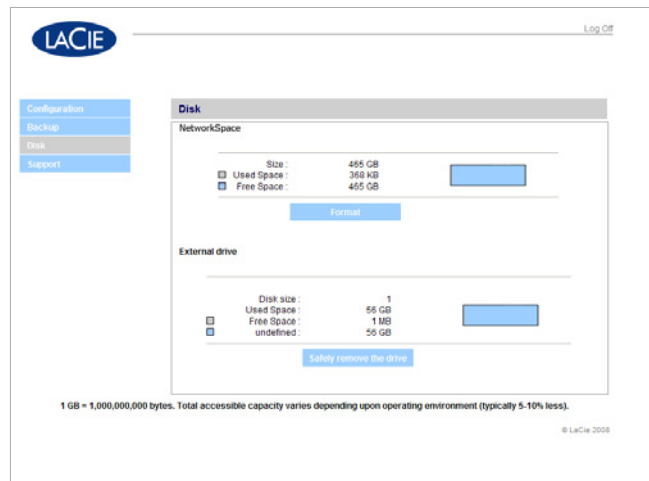 LACIE
Log Off
Configuration
Backup
Disk
Support
Disk
NetworkSpace
Size : 465 GB
Used Space : 368 KB
Free Space : 465 GB
Format
External drive
Disk size : 1
Used Space : 56 GB
Free Space : 1 MB
undefined : 56 GB
Safely remove the drive
1 GB = 1,000,000,000 bytes. Total accessible capacity varies depending upon operating environment (typically 5-10% less).
© LaCie 2008